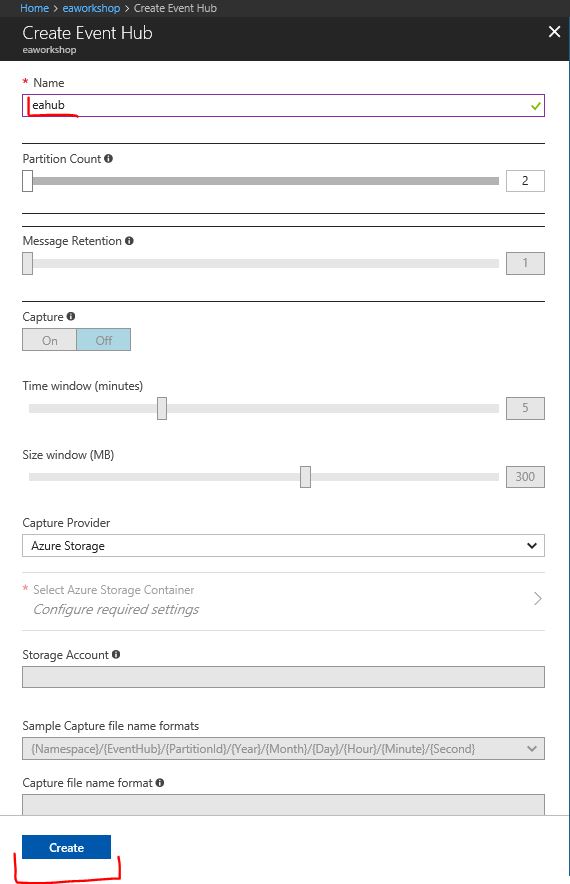 Home > eaworkshop > Create Event Hub
Create Event Hub
eaworkshop
* Name
eahub
Partition Count
2
Message Retention
1
Capture
On Off
Time window (minutes)
5
Size window (MB)
300
Capture Provider
Azure Storage
* Select Azure Storage Container
Configure required settings
Storage Account
Sample Capture file name formats
{Namespace}/{EventHub}/{PartitionId}/{Year}/{Month}/{Day}/{Hour}/{Minute}/{Second}
Capture file name format
Create